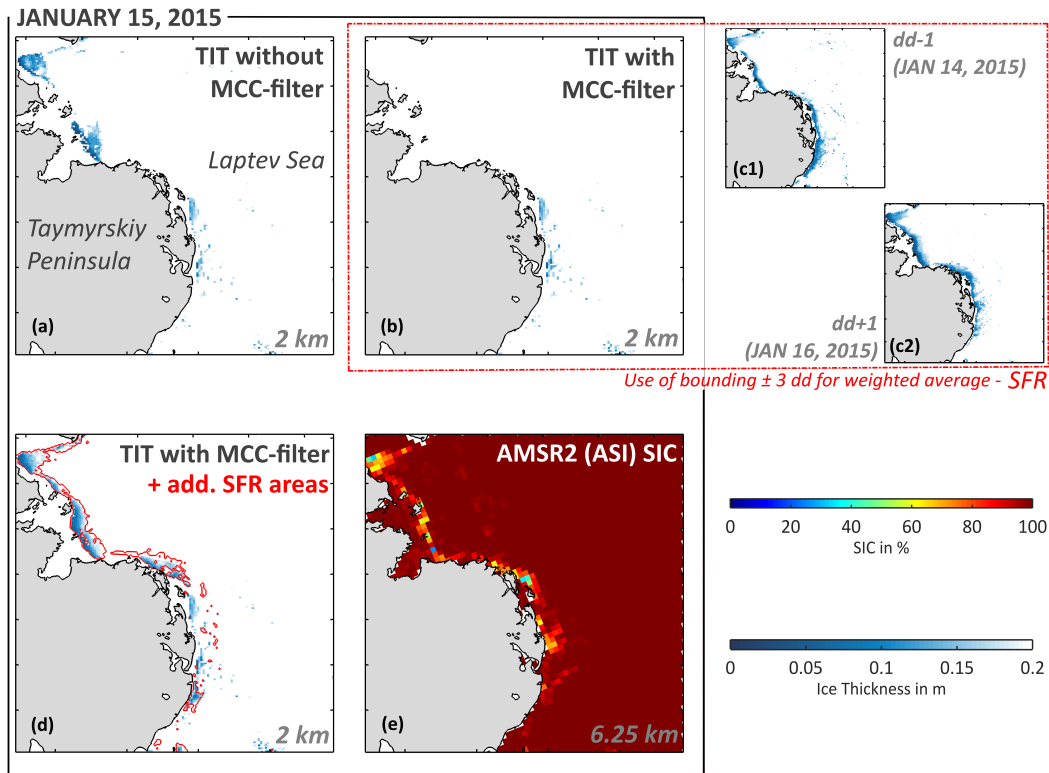 JANUARY 15, 2015
TIT without
MCC-filter
Laptev Sea
Taymyrskiy
Peninsula
(a)
2 km
TIT with
MCC-filter
(b)
2 km
dd-1
(JAN 14, 2015)
(c1)
dd+1
(JAN 16, 2015)
(c2)
Use of bounding ± 3 dd for weighted average - SFR
TIT with MCC-filter
+ add. SFR areas
(d)
2 km
AMSR2 (ASI) SIC
(e)
6.25 km
0 20 40 60 80 100
SIC in %
0 0.05 0.1 0.15 0.2
Ice Thickness in m